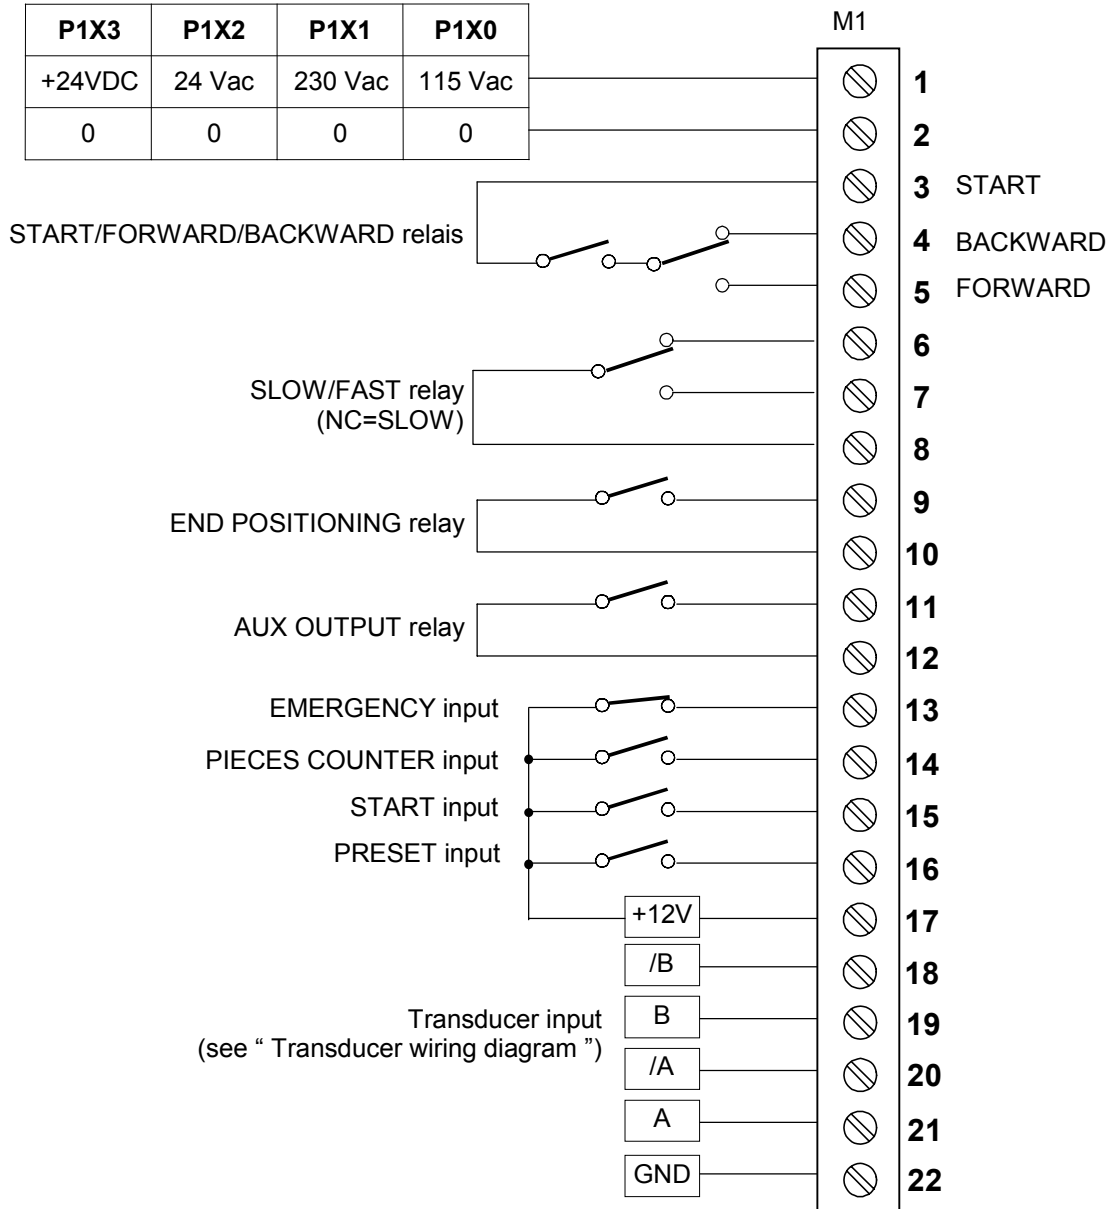 M1
P1X3 P1X2 P1X1 P1X0
+24VDC 24 Vac 230 Vac 115 Vac 1
0 0 0 0 2
3 START
START/FORWARD/BACKWARD relais 4 BACKWARD
5 FORWARD
6
SLOW/FAST relay 7
(NC=SLOW)
8
9
END POSITIONING relay
10
11
AUX OUTPUT relay
12
EMERGENCY input 13
PIECES COUNTER input 14
START input 15
PRESET input 16
+12V 17
/B 18
Transducer input B 19
(see “ Transducer wiring diagram ”)
/A 20
A 21
GND 22